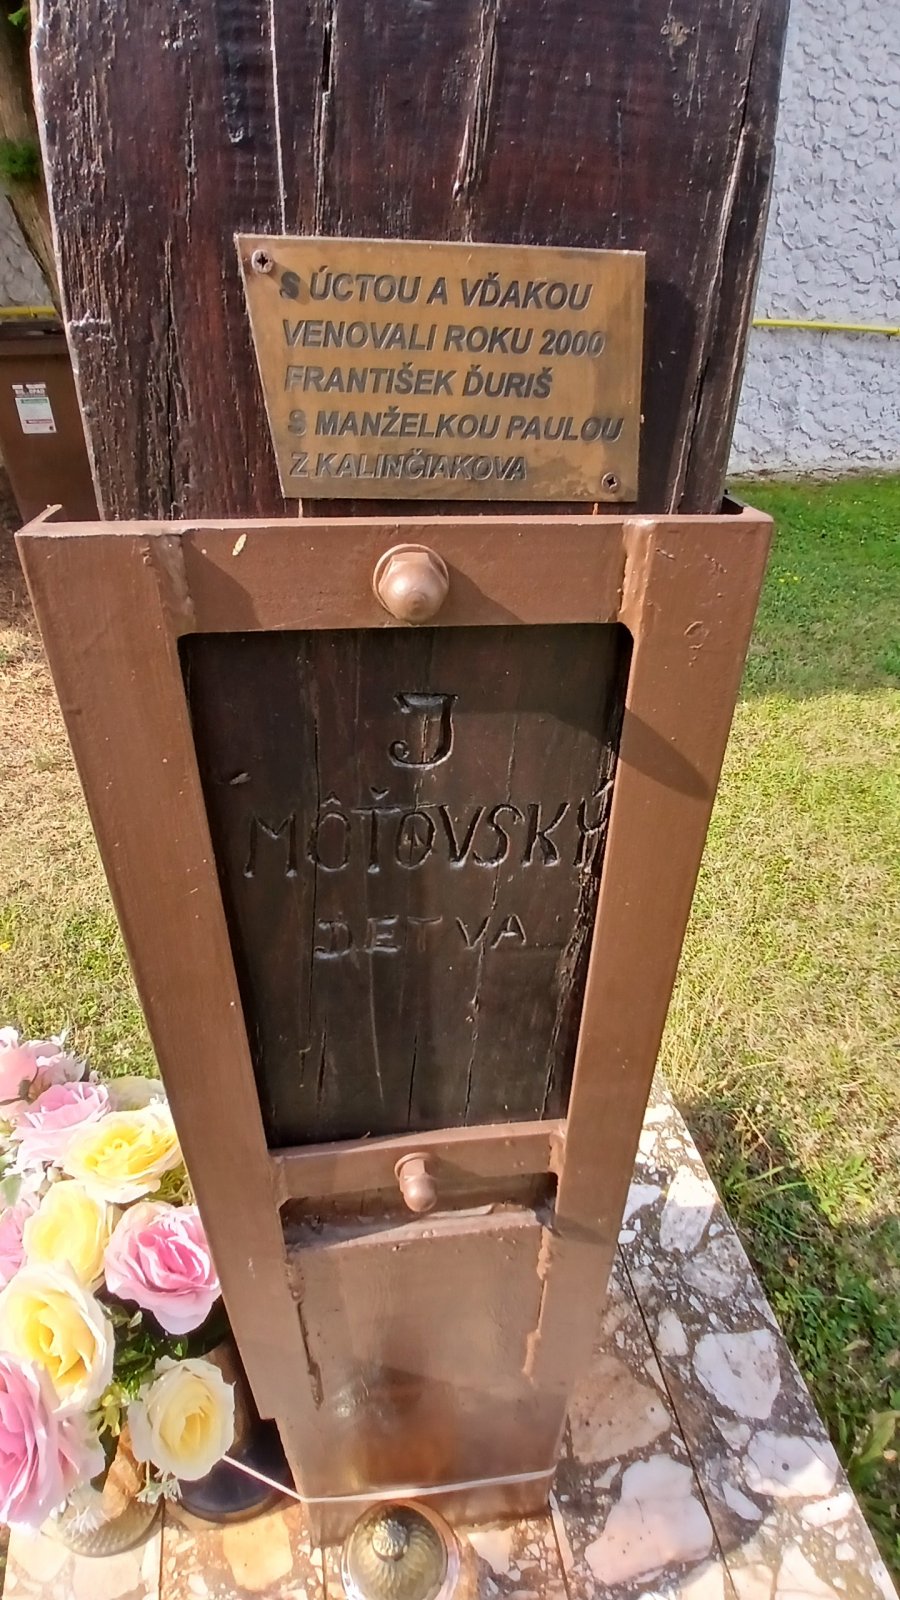 S ÚCTOU A VĎAKOU
VENOVALI ROKU 2000
FRANTIŠEK ĎURIŠ
S MANŽELKOU PAULOU
Z KALINČIAKOVA
J
MÔŤOVSKÝ
DETVA